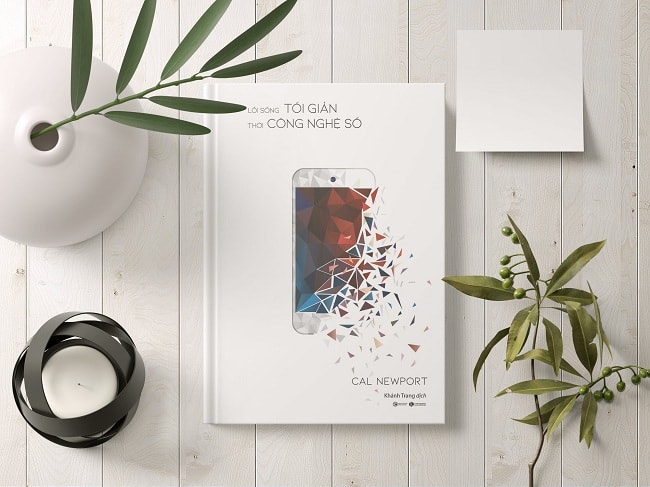 LỐI SỐNG TỐI GIẢN
THỜI CÔNG NGHỆ SỐ
CAL NEWPORT
Khánh Trang dịch